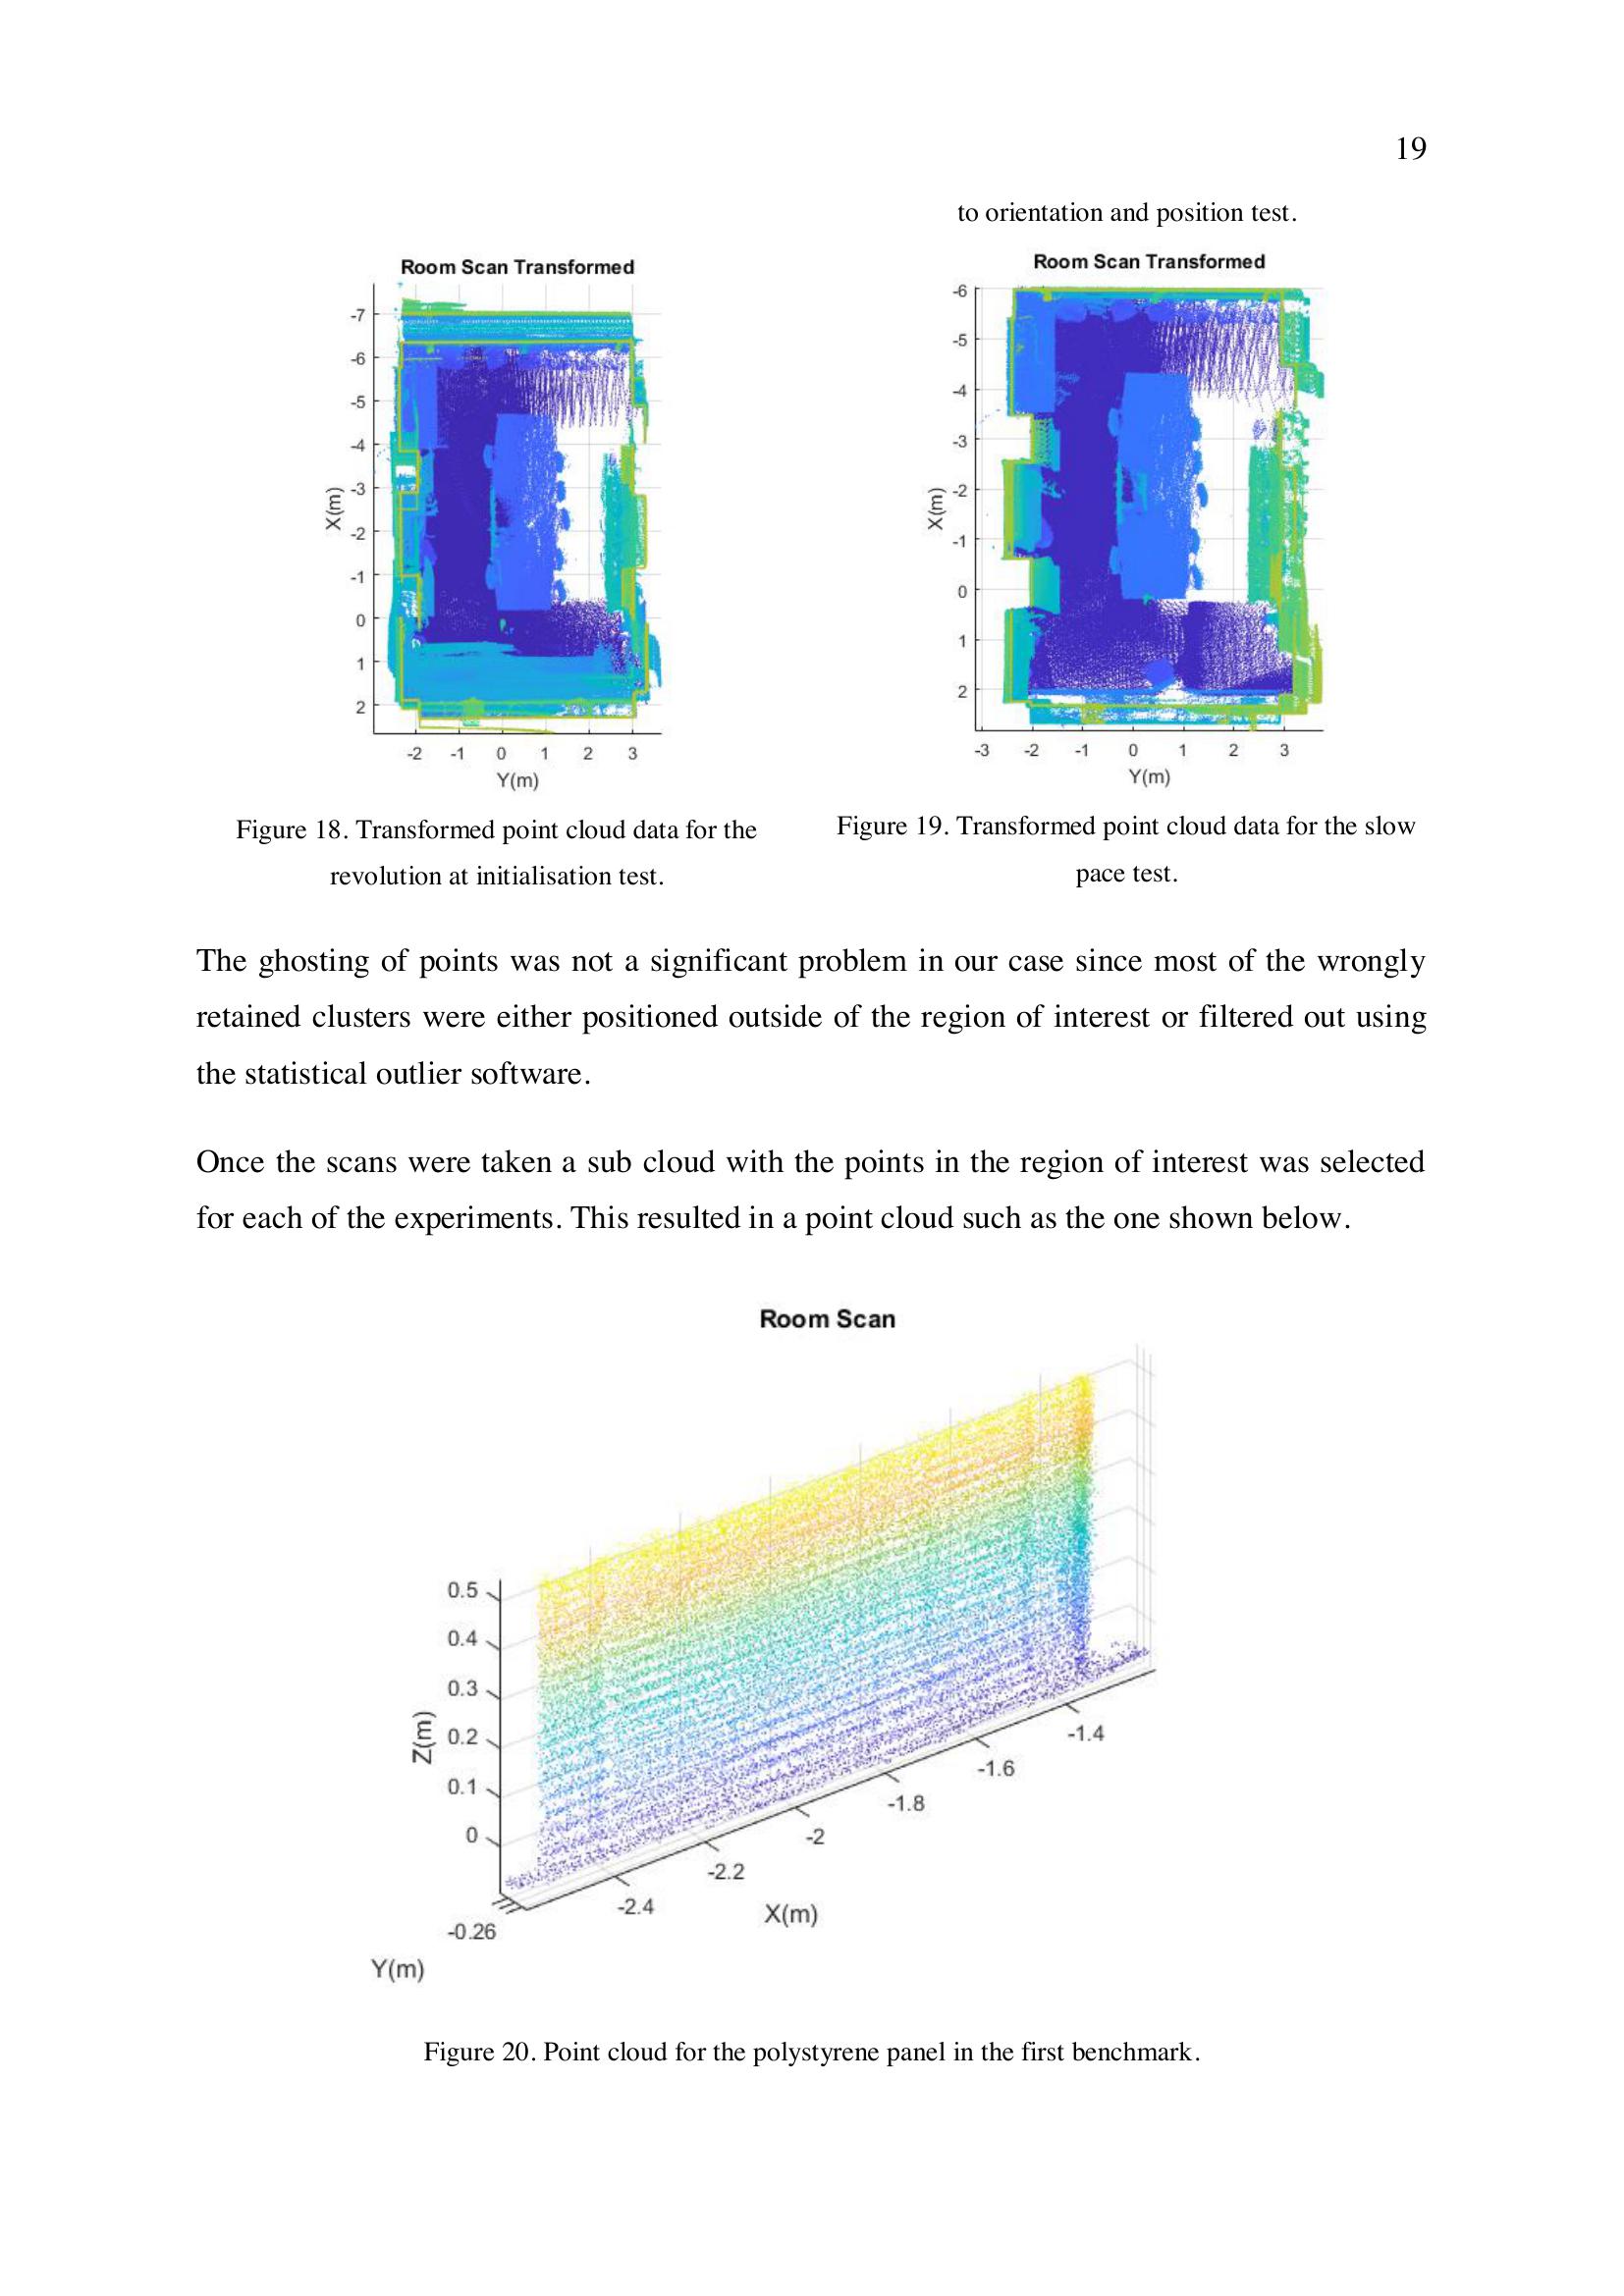 19
to orientation and position test.
Room Scan Transformed
-7
-6
-5
-4
-3
-2
-1
0
1
2
X(m)
-2 -1 0 1 2 3
Y(m)
Figure 18. Transformed point cloud data for the
revolution at initialisation test.
Room Scan Transformed
-6
-5
-4
-3
-2
-1
0
1
2
X(m)
-3 -2 -1 0 1 2 3
Y(m)
Figure 19. Transformed point cloud data for the slow
pace test.
The ghosting of points was not a significant problem in our case since most of the wrongly
retained clusters were either positioned outside of the region of interest or filtered out using
the statistical outlier software.
Once the scans were taken a sub cloud with the points in the region of interest was selected
for each of the experiments. This resulted in a point cloud such as the one shown below.
Room Scan
0.5
0.4
0.3
0.2
0.1
0
Z(m)
-1.4
-1.6
-1.8
-2
-2.2
-2.4
X(m)
-0.26
Y(m)
Figure 20. Point cloud for the polystyrene panel in the first benchmark.